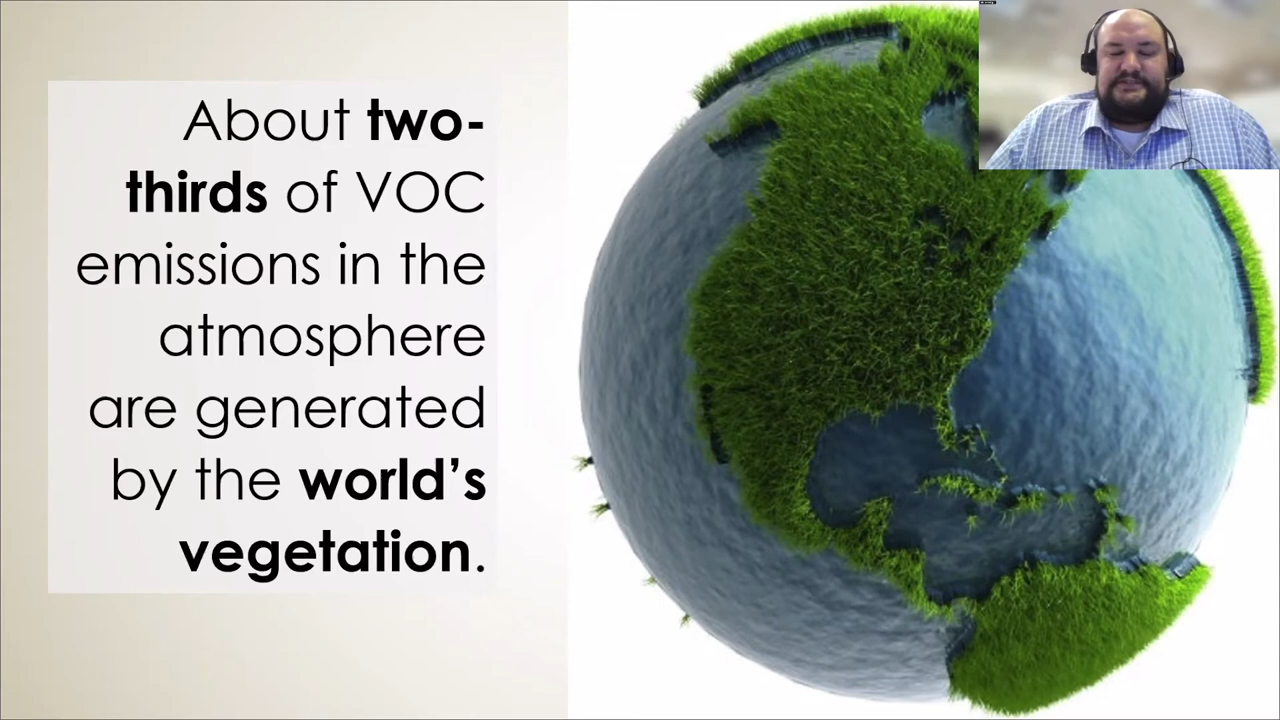 About two-
thirds of VOC
emissions in the
atmosphere
are generated
by the world’s
vegetation.